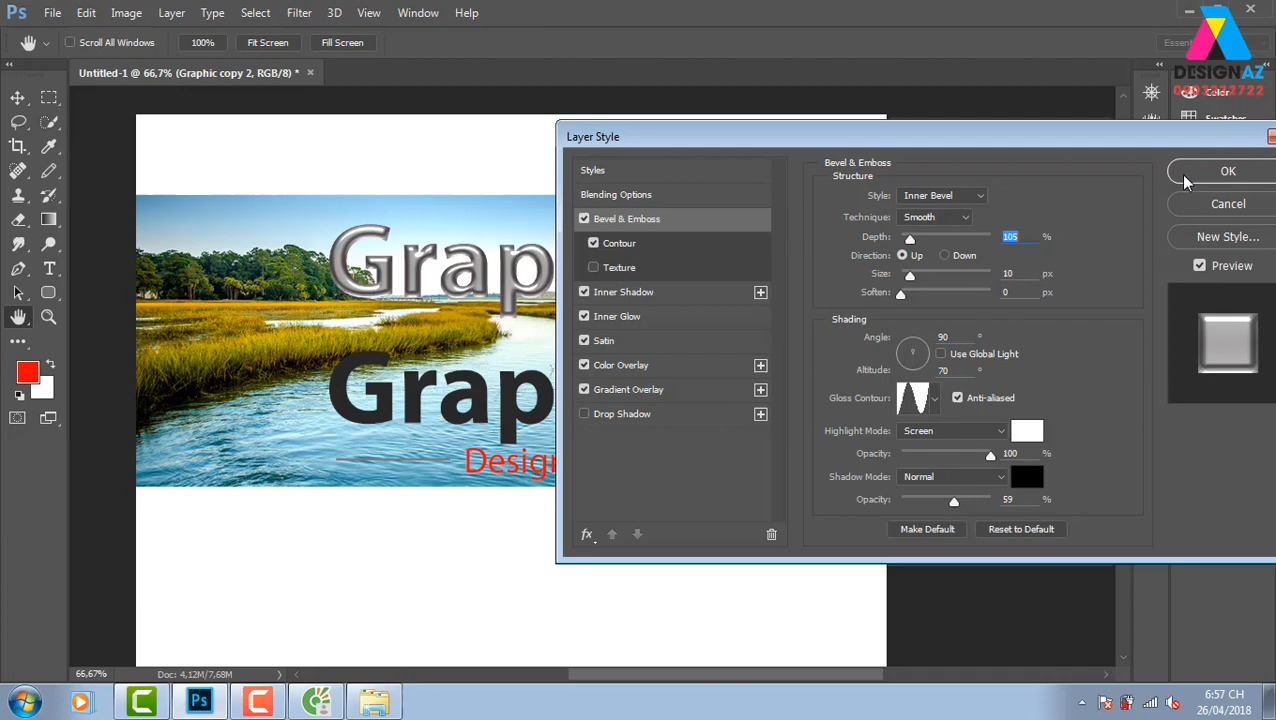 Ps File Edit Image Layer Type Select Filter 3D View Window Help
Scroll All Windows 100% Fit Screen Fill Screen
DESIGNAZ
0902332722
Untitled-1 @ 66,7% (Graphic copy 2, RGB/8) *
Color
Swatches
Layer Style
Styles
Blending Options
Bevel & Emboss
Contour
Texture
Inner Shadow
Inner Glow
Satin
Color Overlay
Gradient Overlay
Drop Shadow
fx
Bevel & Emboss
Structure
Style: Inner Bevel
Technique: Smooth
Depth: 105 %
Direction: Up Down
Size: 10 px
Soften: 0 px
Shading
Angle: 90 °
Use Global Light
Altitude: 70 °
Gloss Contour: Anti-aliased
Highlight Mode: Screen
Opacity: 100 %
Shadow Mode: Normal
Opacity: 59 %
Make Default Reset to Default
OK
Cancel
New Style...
Preview
Grap
Grap
Design
66,67% Doc: 4,12M/7,68M
Ps
6:57 CH
26/04/2018